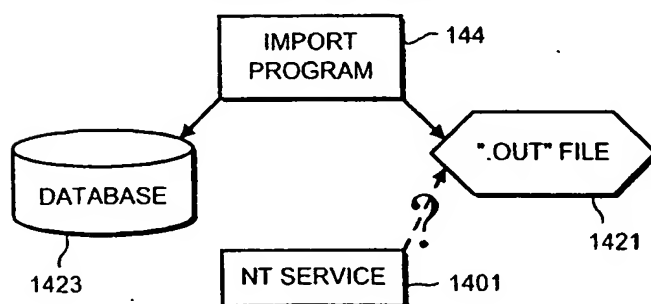 IMPORT
PROGRAM
144
DATABASE
".OUT" FILE
?
1423
NT SERVICE
1401
1421